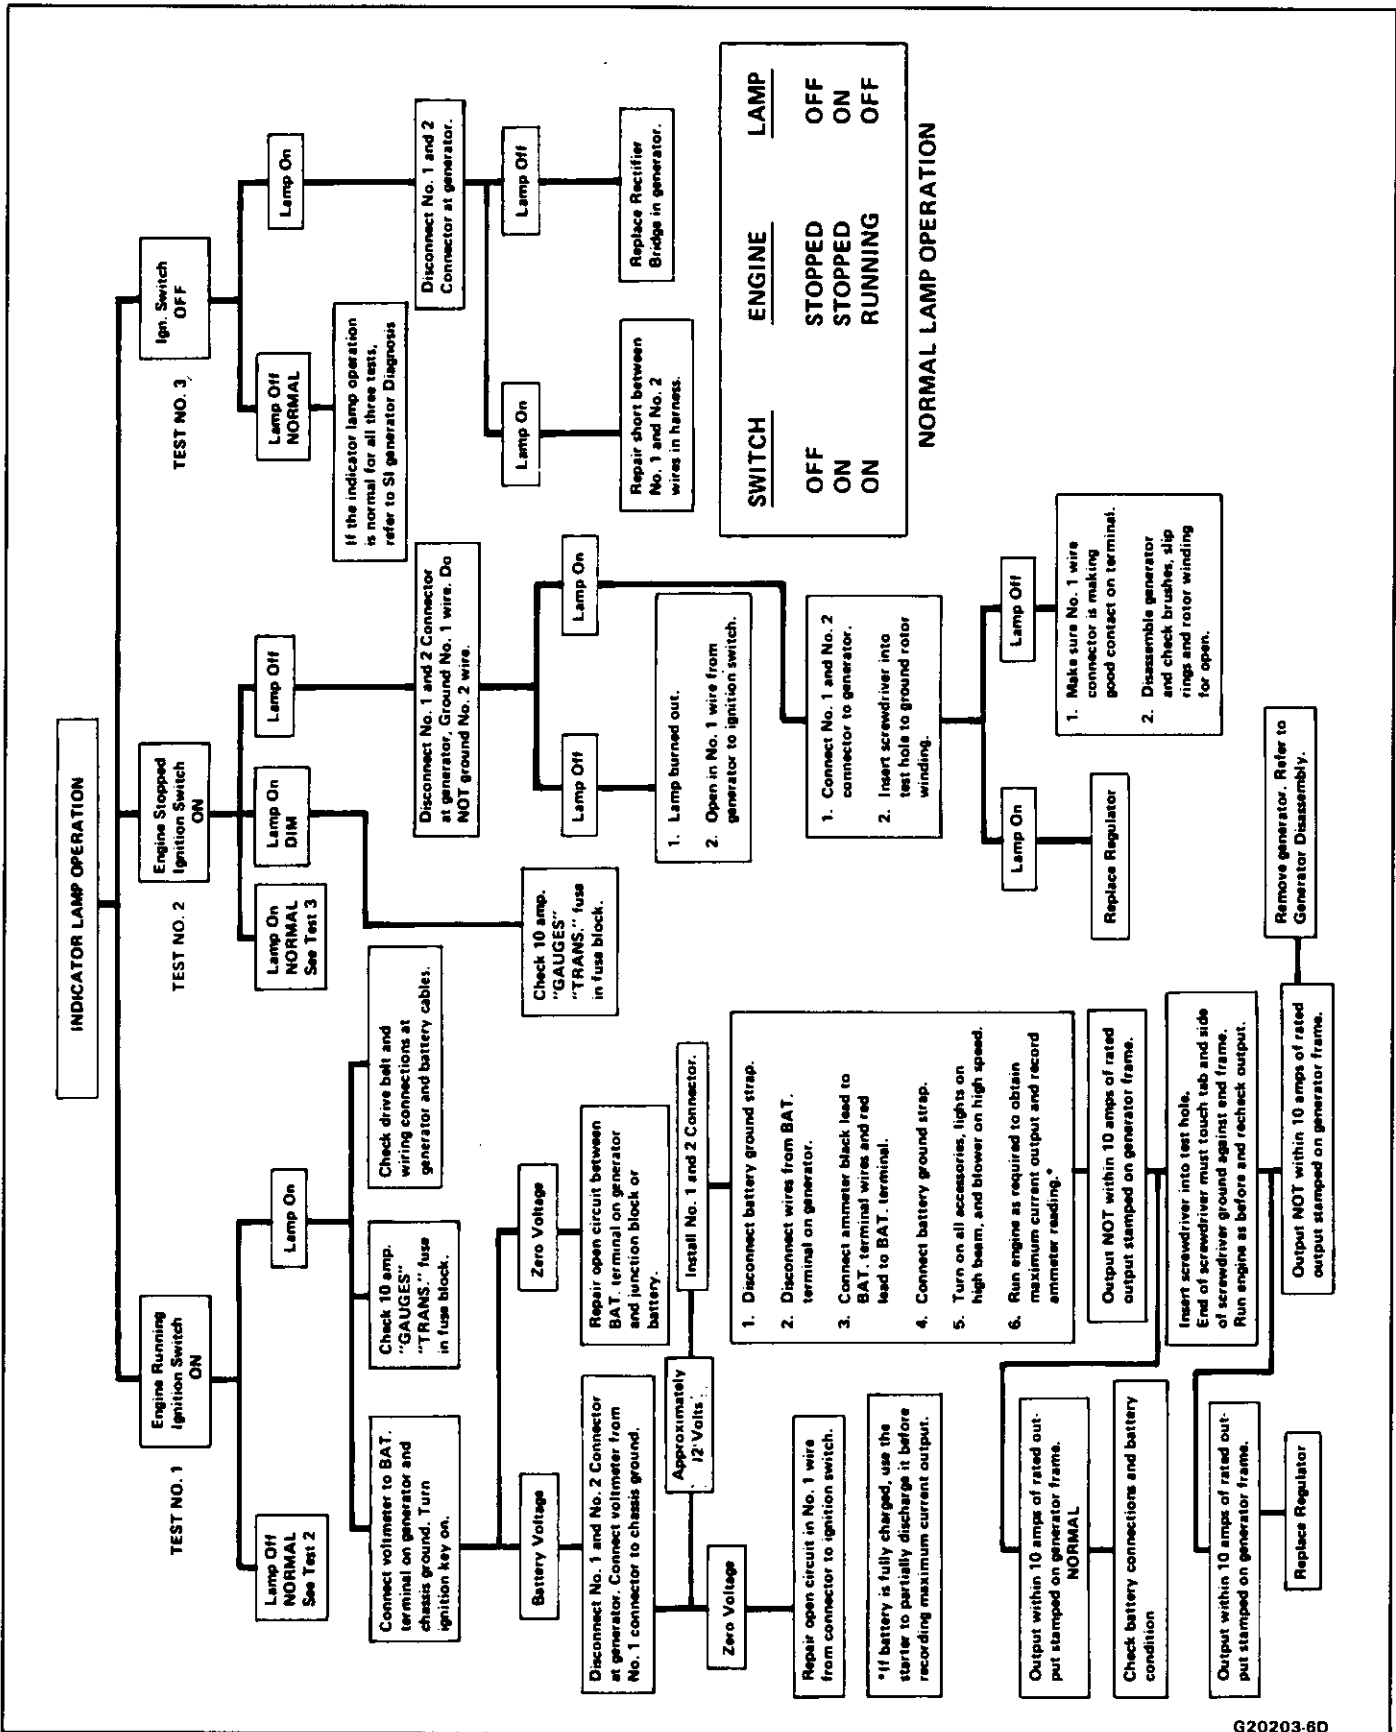 INDICATOR LAMP OPERATION
TEST NO. 1
Engine Running
Ignition Switch
ON
Lamp Off
NORMAL
See Test 2
Lamp On
Connect voltmeter to BAT.
terminal on generator and
chassis ground. Turn
ignition key on.
Check 10 amp.
"GAUGES"
"TRANS." fuse
in fuse block.
Check drive belt and
wiring connections at
generator and battery cables.
Battery Voltage
Zero Voltage
Disconnect No. 1 and No. 2 Connector
at generator. Connect voltmeter from
No. 1 connector to chassis ground.
Repair open circuit between
BAT. terminal on generator
and junction block or
battery.
Zero Voltage
Approximately
12 Volts
Install No. 1 and 2 Connector.
Repair open circuit in No. 1 wire
from connector to ignition switch.
1. Disconnect battery ground strap.
2. Disconnect wires from BAT.
terminal on generator.
3. Connect ammeter black lead to
BAT. terminal wires and red
lead to BAT. terminal.
4. Connect battery ground strap.
5. Turn on all accessories, lights on
high beam, and blower on high speed.
6. Run engine as required to obtain
maximum current output and record
ammeter reading.*
*If battery is fully charged, use the
starter to partially discharge it before
recording maximum current output.
Output within 10 amps of rated out-
put stamped on generator frame.
NORMAL
Output NOT within 10 amps of rated
output stamped on generator frame.
Check battery connections and battery
condition
Insert screwdriver into test hole.
End of screwdriver must touch tab and side
of screwdriver ground against end frame.
Run engine as before and recheck output.
Output within 10 amps of rated out-
put stamped on generator frame.
Output NOT within 10 amps of rated
output stamped on generator frame.
Replace Regulator
Remove generator. Refer to
Generator Disassembly.
TEST NO. 2
Engine Stopped
Ignition Switch
ON
Lamp On
NORMAL
See Test 3
Lamp On
DIM
Lamp Off
Check 10 amp.
"GAUGES"
"TRANS." fuse
in fuse block.
Disconnect No. 1 and 2 Connector
at generator, Ground No. 1 wire. Do
NOT ground No. 2 wire.
Lamp Off
Lamp On
1. Lamp burned out.
2. Open in No. 1 wire from
generator to ignition switch.
1. Connect No. 1 and No. 2
connector to generator.
2. Insert screwdriver into
test hole to ground rotor
winding.
Lamp On
Lamp Off
Replace Regulator
1. Make sure No. 1 wire
connector is making
good contact on terminal.
2. Disassemble generator
and check brushes, slip
rings and rotor winding
for open.
TEST NO. 3
Ign. Switch
OFF
Lamp Off
NORMAL
Lamp On
If the indicator lamp operation
is normal for all three tests,
refer to SI generator Diagnosis
Disconnect No. 1 and 2
Connector at generator.
Lamp On
Lamp Off
Repair short between
No. 1 and No. 2
wires in harness.
Replace Rectifier
Bridge in generator.
SWITCH ENGINE LAMP
OFF STOPPED OFF
ON STOPPED ON
ON RUNNING OFF
NORMAL LAMP OPERATION
G20203-6D